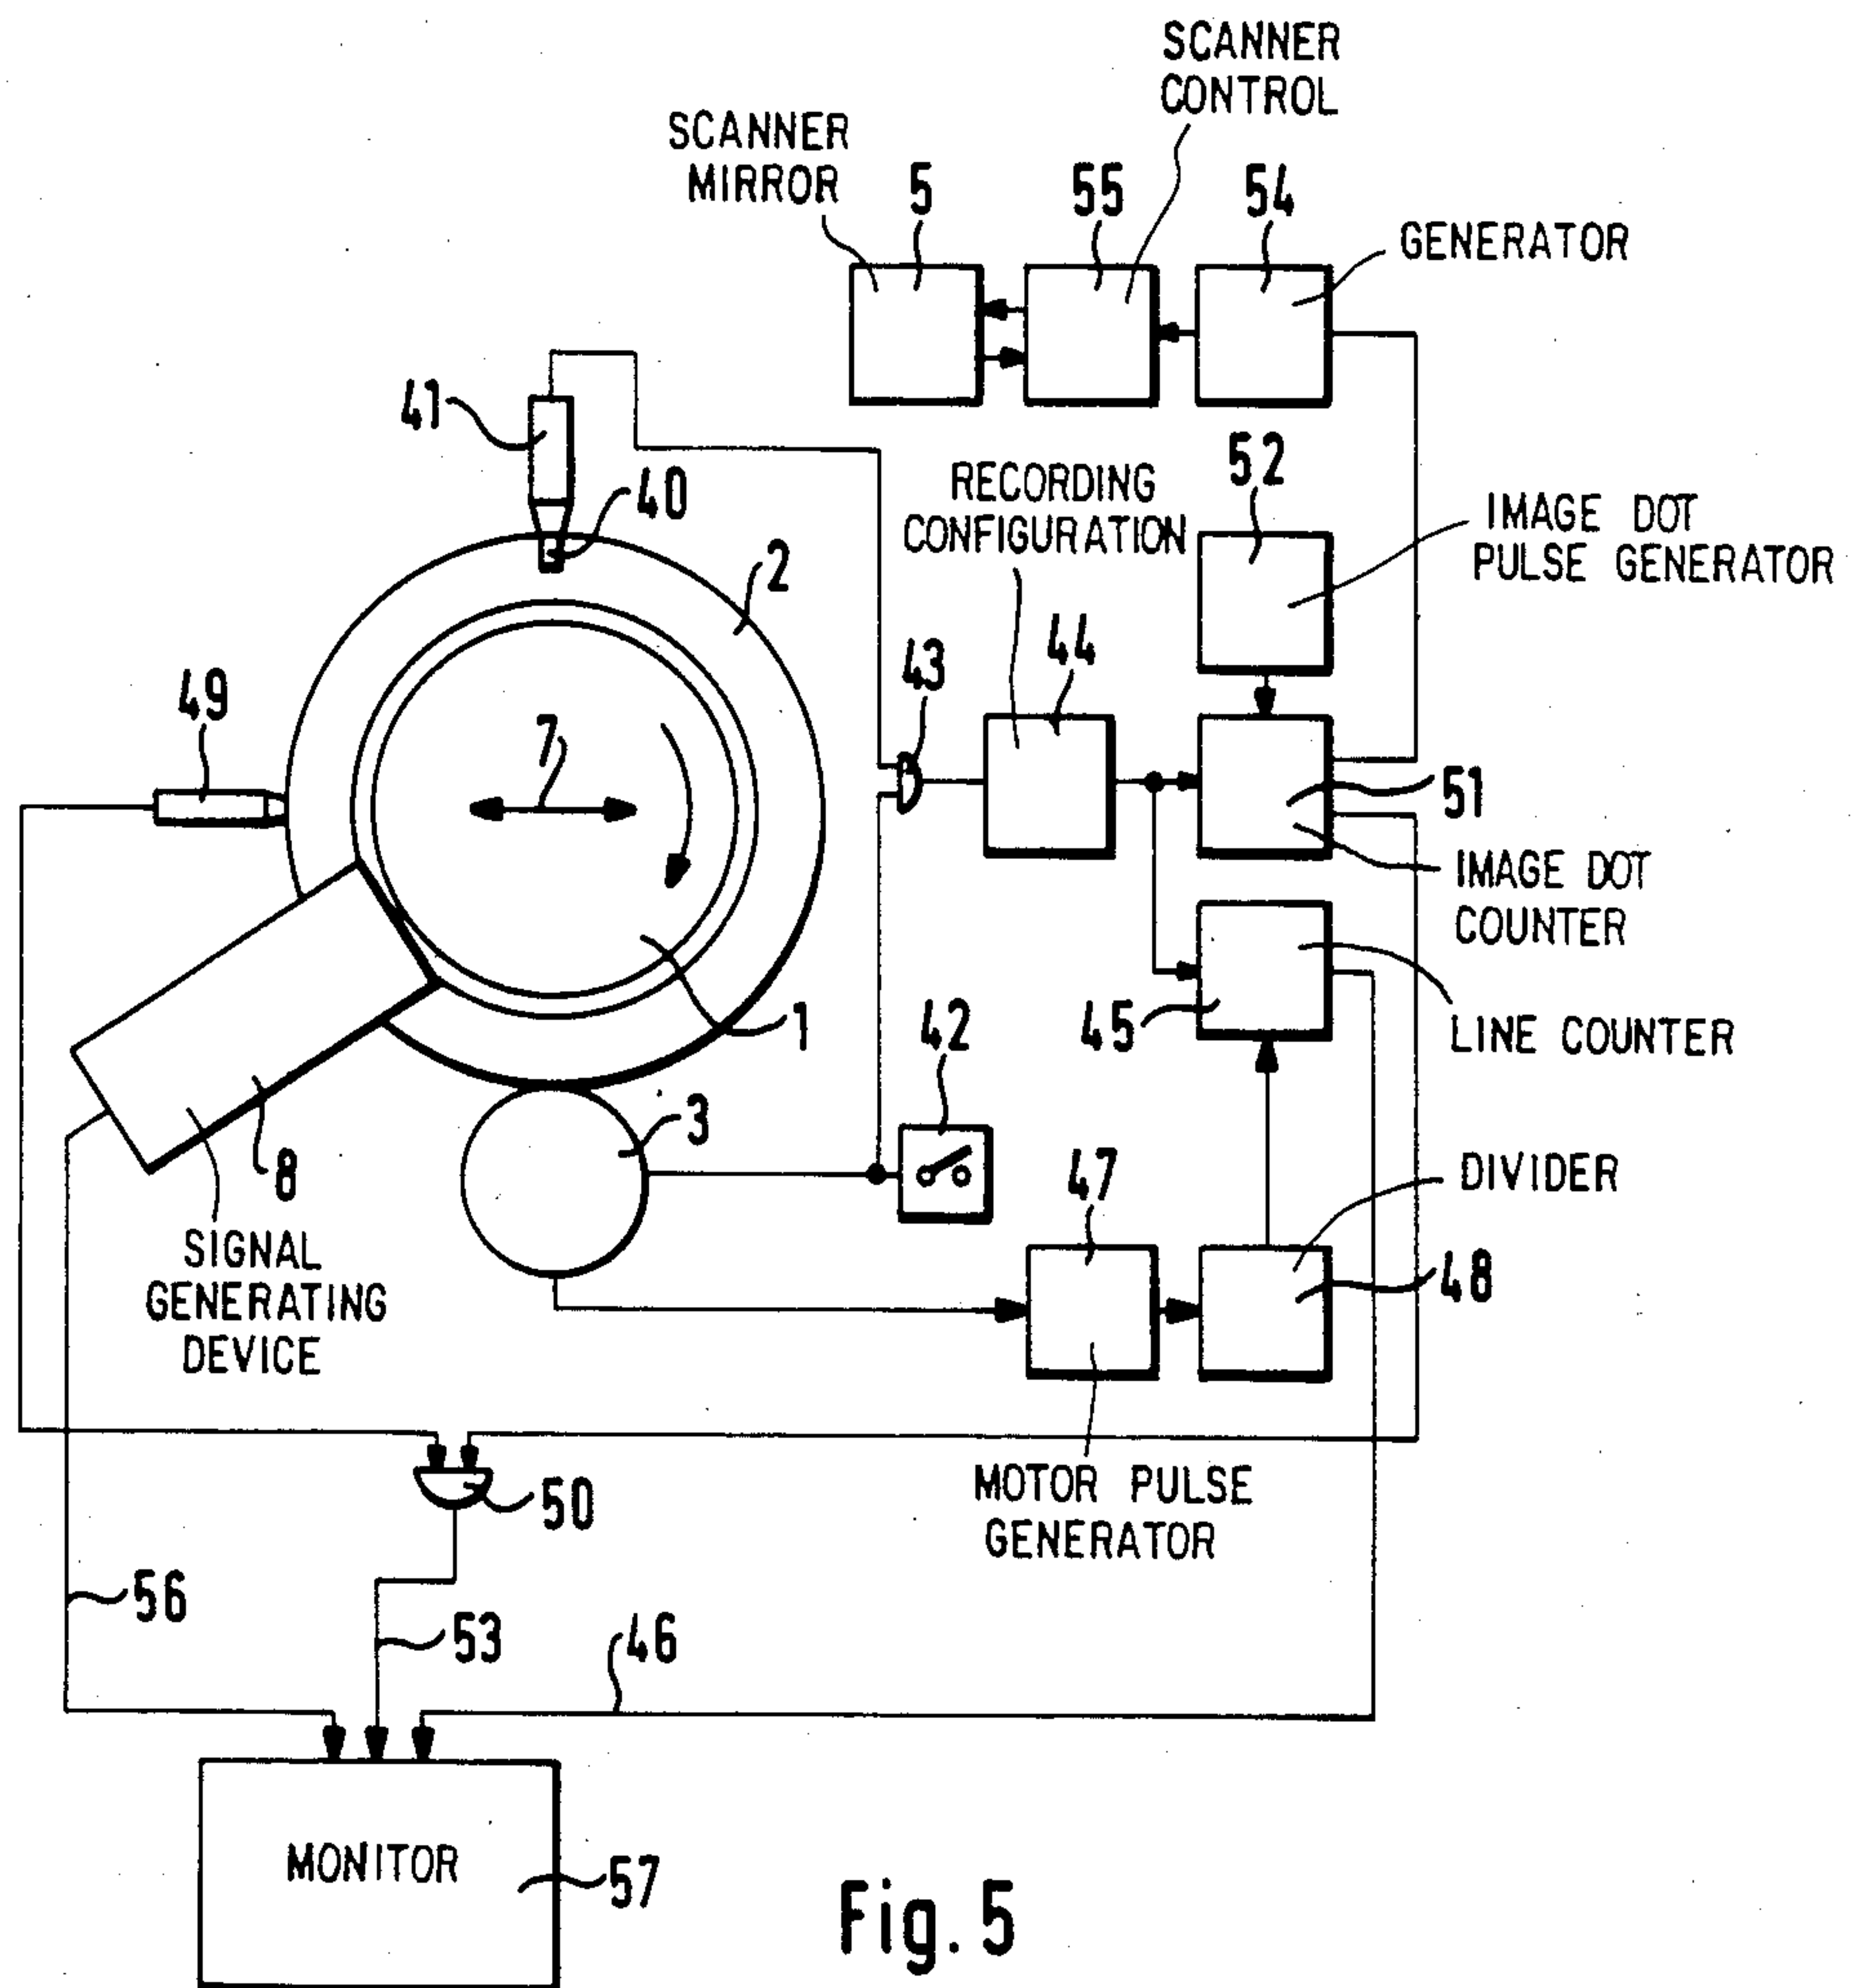 SCANNER
CONTROL
SCANNER
MIRROR
5
55
54
GENERATOR
41
40
RECORDING
CONFIGURATION
52
IMAGE DOT
PULSE GENERATOR
2
44
43
49
7
51
IMAGE DOT
COUNTER
1
42
45
LINE COUNTER
3
8
47
DIVIDER
SIGNAL
GENERATING
DEVICE
48
50
MOTOR PULSE
GENERATOR
56
53
46
MONITOR
57
Fig. 5